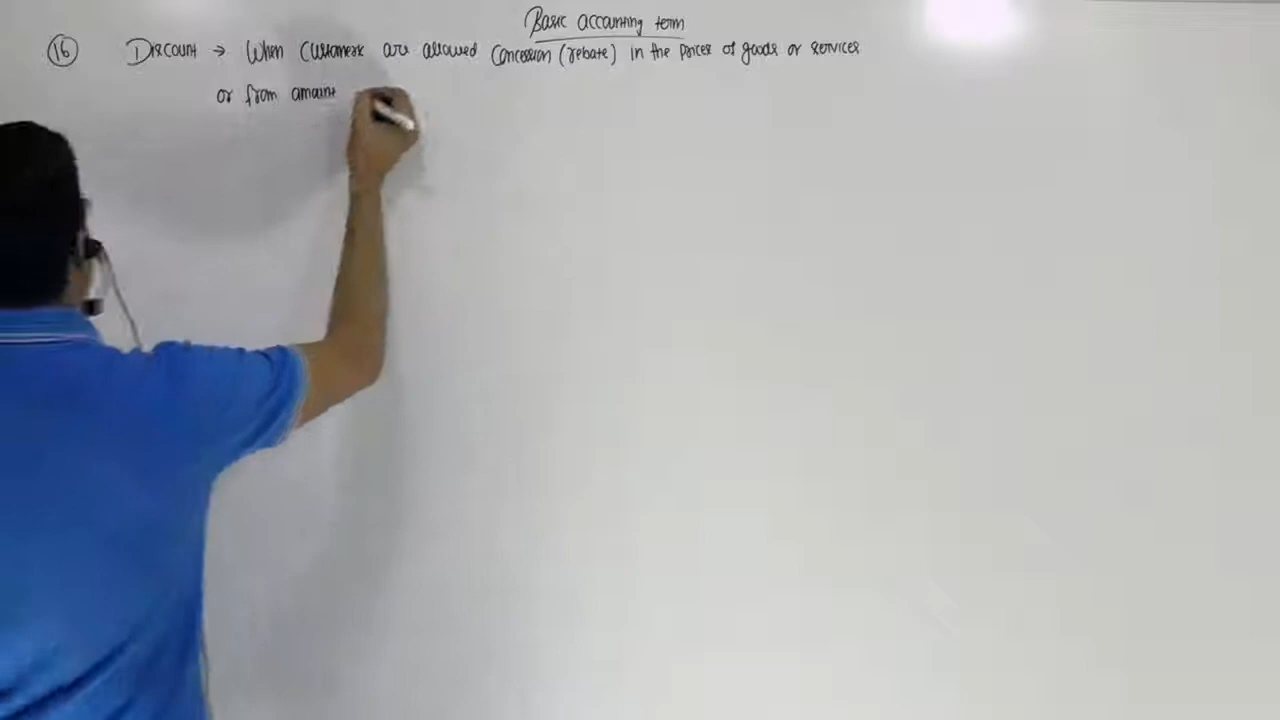 Basic accounting term
16 Discount → When Customers are allowed Concession (rebate) in the prices of goods or services
or from amount